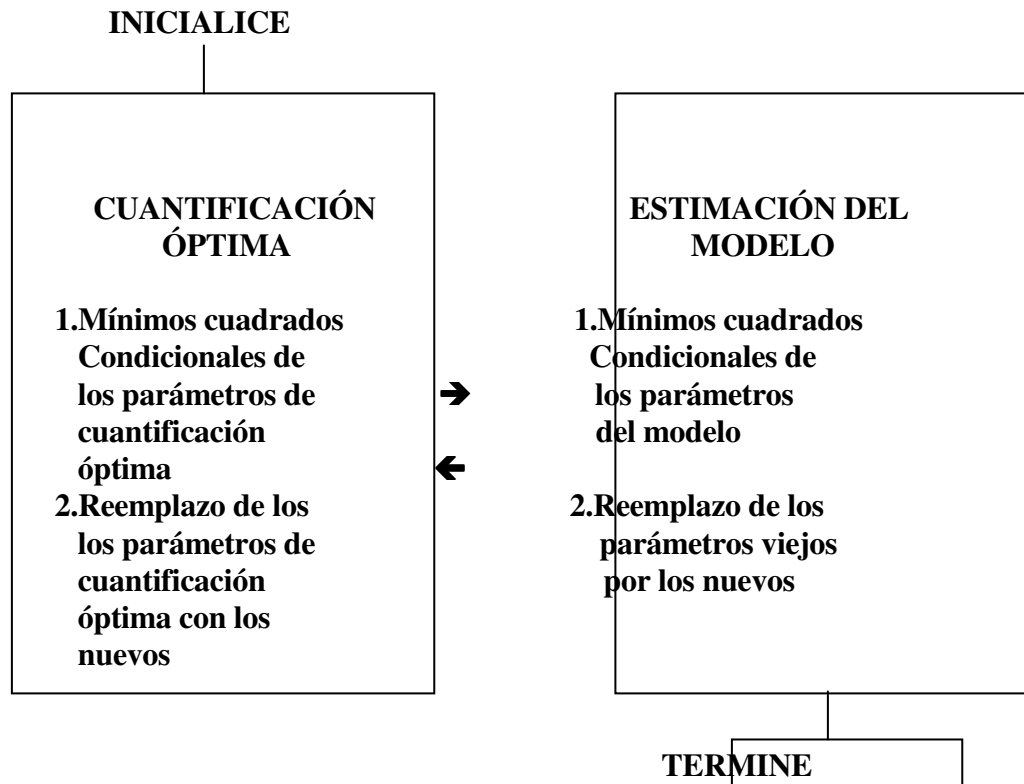 INICIALICE
CUANTIFICACIÓN
ÓPTIMA
1.Mínimos cuadrados
Condicionales de
los parámetros de
cuantificación
óptima
2.Reemplazo de los
los parámetros de
cuantificación
óptima con los
nuevos
ESTIMACIÓN DEL
MODELO
1.Mínimos cuadrados
Condicionales de
los parámetros
del modelo
2.Reemplazo de los
parámetros viejos
por los nuevos
TERMINE